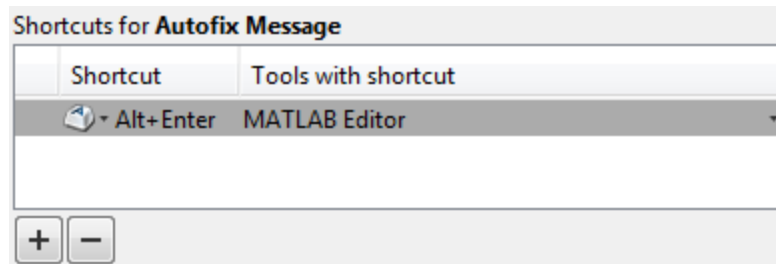 Shortcuts for Autofix Message
Shortcut Tools with shortcut
Alt+Enter MATLAB Editor
+ −